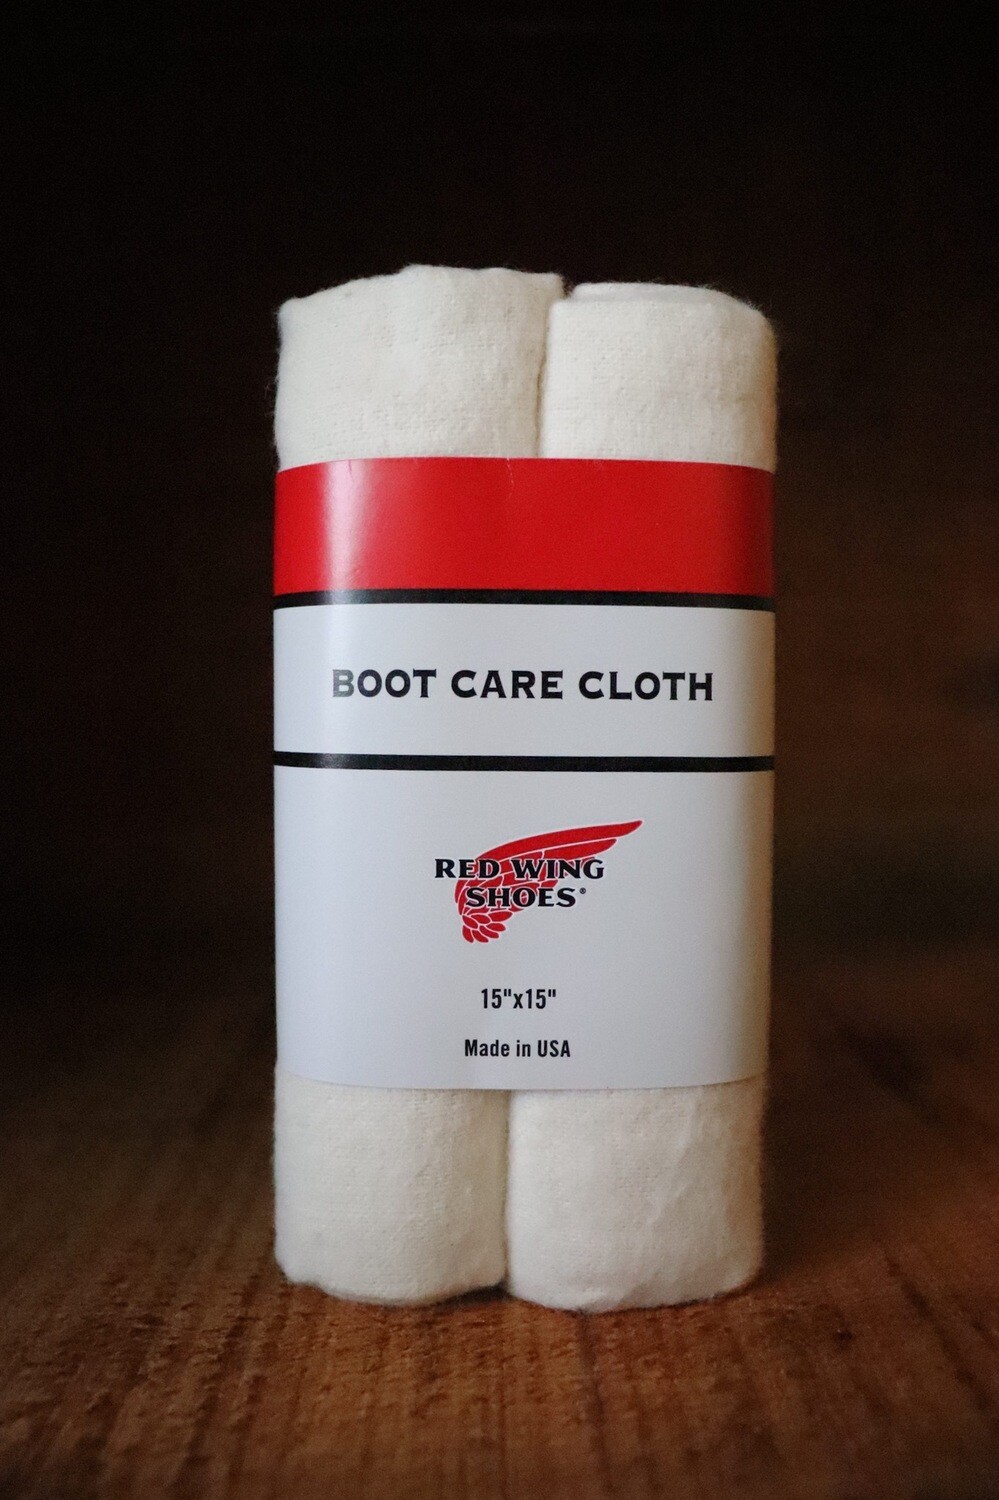 BOOT CARE CLOTH
RED WING
SHOES®
15"x15"
Made in USA